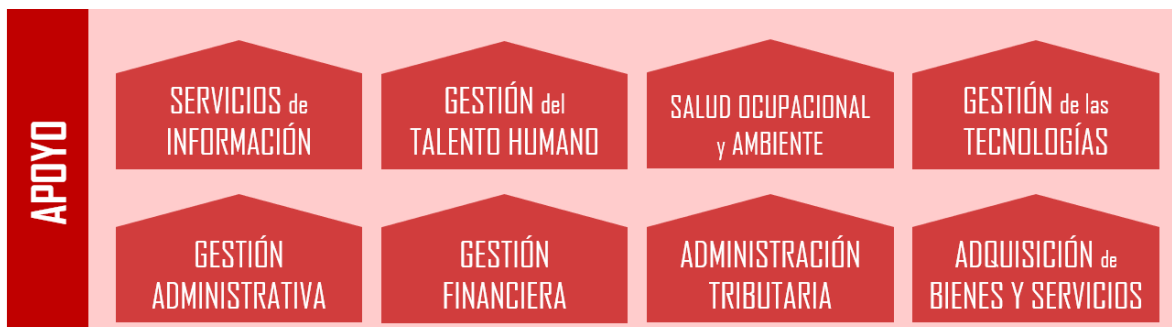 APOYO
SERVICIOS de
INFORMACIÓN
GESTIÓN del
TALENTO HUMANO
SALUD OCUPACIONAL
y AMBIENTE
GESTIÓN de las
TECNOLOGÍAS
GESTIÓN
ADMINISTRATIVA
GESTIÓN
FINANCIERA
ADMINISTRACIÓN
TRIBUTARIA
ADQUISICIÓN de
BIENES Y SERVICIOS